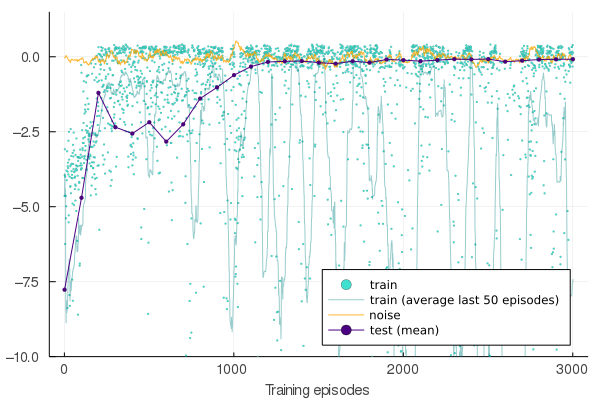 0.0
−2.5
−5.0
−7.5
−10.0
0
1000
2000
3000
Training episodes
train
train (average last 50 episodes)
noise
test (mean)